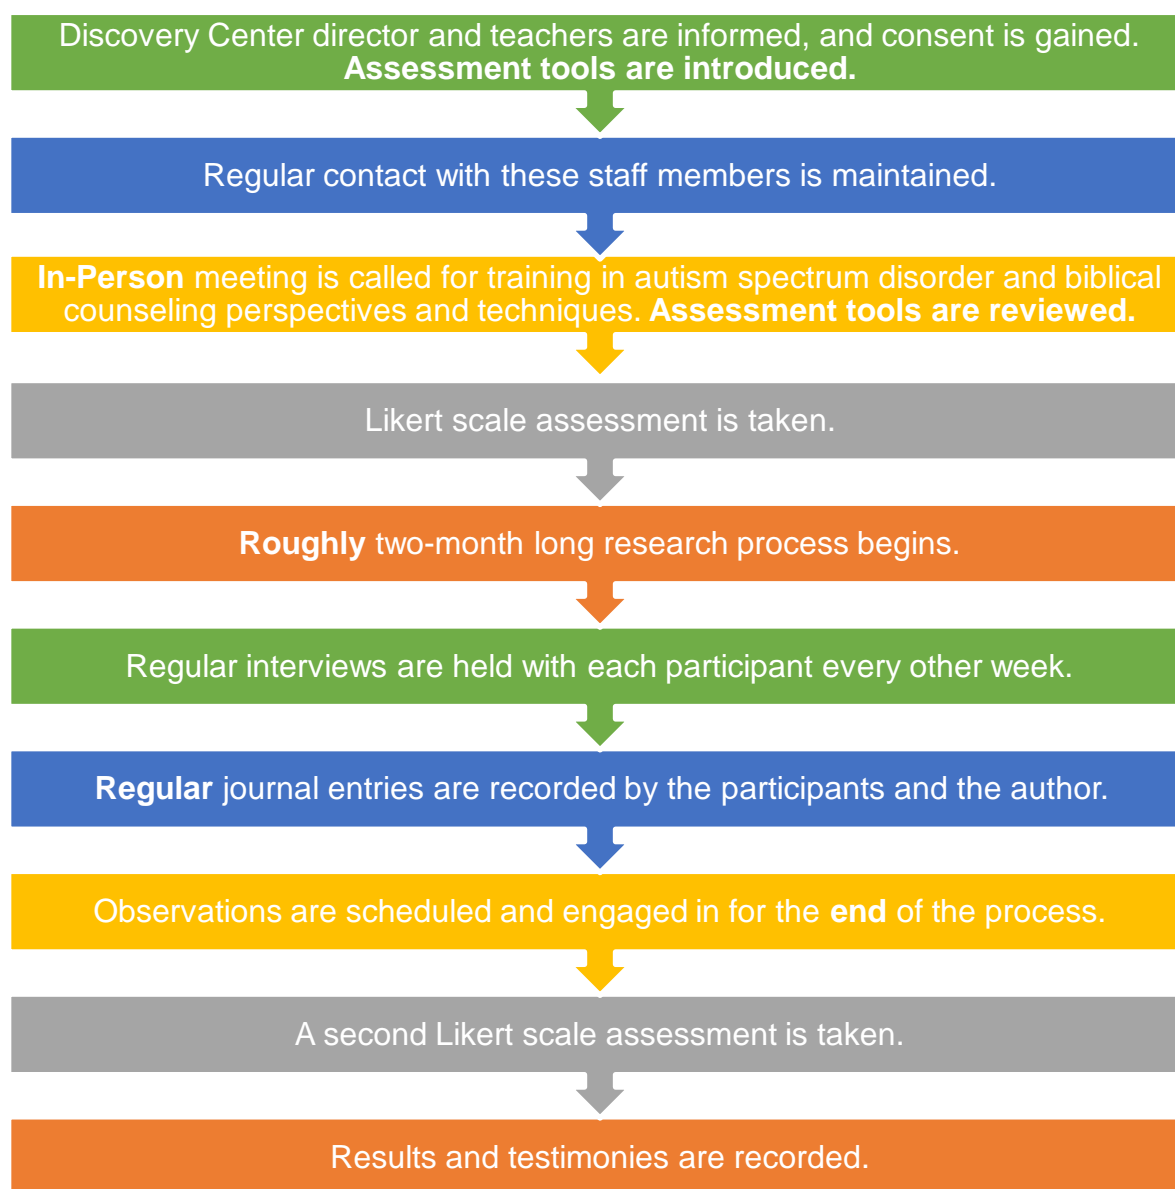 Discovery Center director and teachers are informed, and consent is gained.
Assessment tools are introduced.
Regular contact with these staff members is maintained.
In-Person meeting is called for training in autism spectrum disorder and biblical
counseling perspectives and techniques. Assessment tools are reviewed.
Likert scale assessment is taken.
Roughly two-month long research process begins.
Regular interviews are held with each participant every other week.
Regular journal entries are recorded by the participants and the author.
Observations are scheduled and engaged in for the end of the process.
A second Likert scale assessment is taken.
Results and testimonies are recorded.